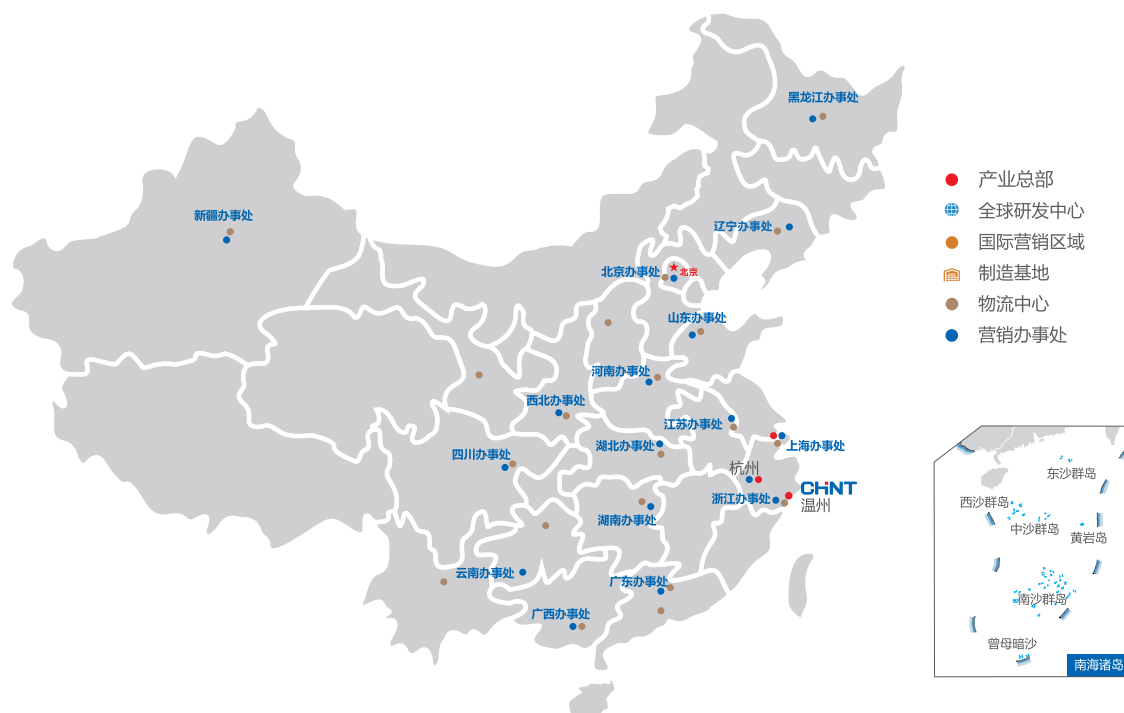 黑龙江办事处
新疆办事处
辽宁办事处
北京办事处
北京
山东办事处
河南办事处
西北办事处
江苏办事处
湖北办事处
上海办事处
四川办事处
杭州
浙江办事处
CHNT
温州
湖南办事处
云南办事处
广东办事处
广西办事处
产业总部
全球研发中心
国际营销区域
制造基地
物流中心
营销办事处
东沙群岛
西沙群岛
中沙群岛
黄岩岛
南沙群岛
曾母暗沙
南海诸岛